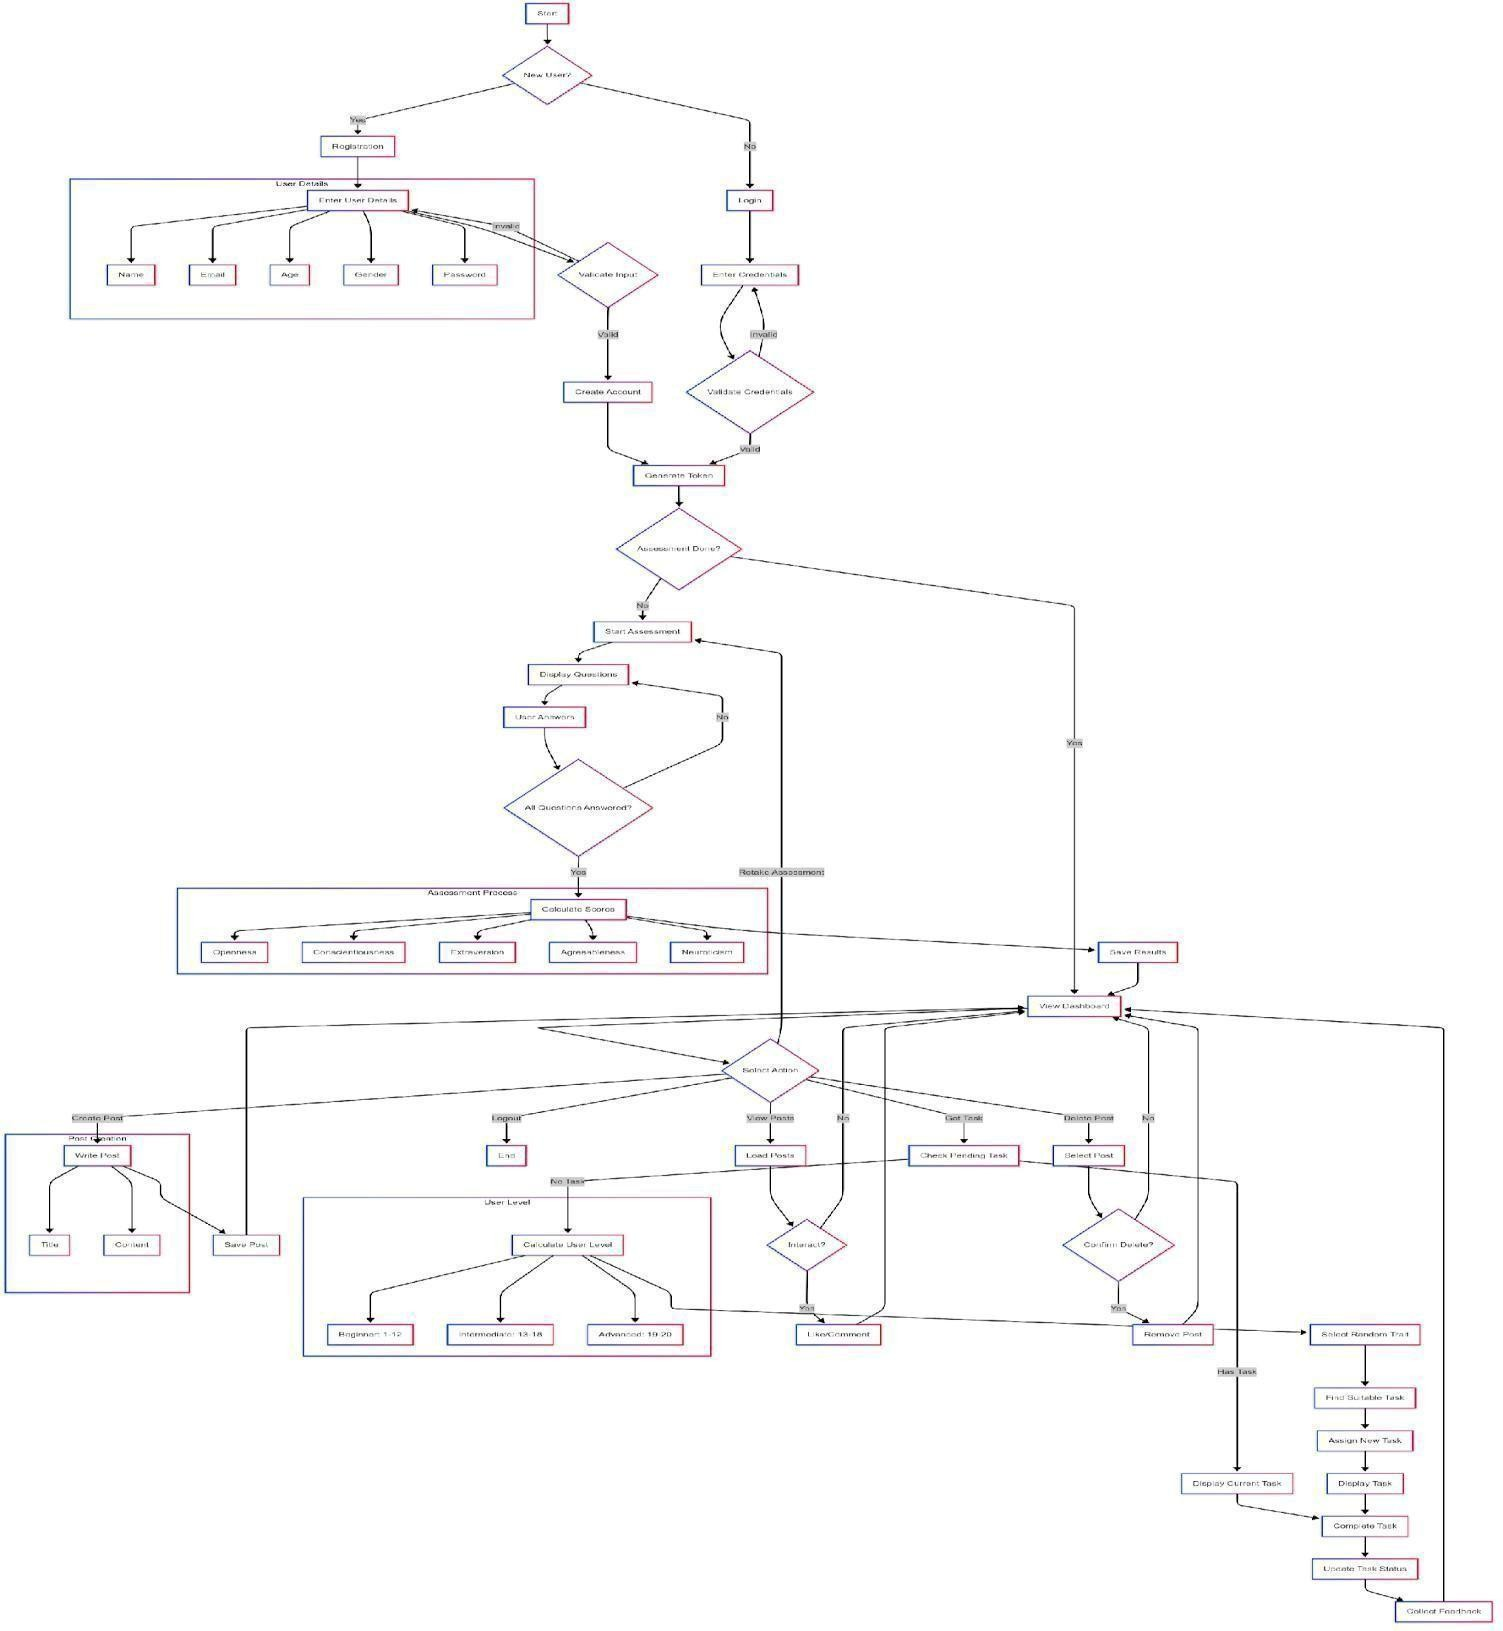 Start
New User?
Yes
No
Registration
User Details
Enter User Details
Login
Invalid
Name
Email
Age
Gender
Password
Validate Input
Enter Credentials
Valid
Invalid
Create Account
Validate Credentials
Valid
Generate Token
Assessment Done?
No
Start Assessment
Display Questions
User Answers
No
Yes
All Questions Answered?
Yes
Retake Assessment
Assessment Process
Calculate Scores
Openness
Conscientiousness
Extraversion
Agreeableness
Neuroticism
Save Results
View Dashboard
Select Action
Create Post
Logout
View Posts
No
Get Task
Delete Post
No
Post Creation
Write Post
End
Load Posts
Check Pending Task
Select Post
No Task
User Level
Title
Content
Save Post
Calculate User Level
Interact?
Confirm Delete?
Yes
Yes
Beginner: 1-12
Intermediate: 13-18
Advanced: 19-20
Like/Comment
Remove Post
Select Random Trait
Has Task
Find Suitable Task
Assign New Task
Display Current Task
Display Task
Complete Task
Update Task Status
Collect Feedback